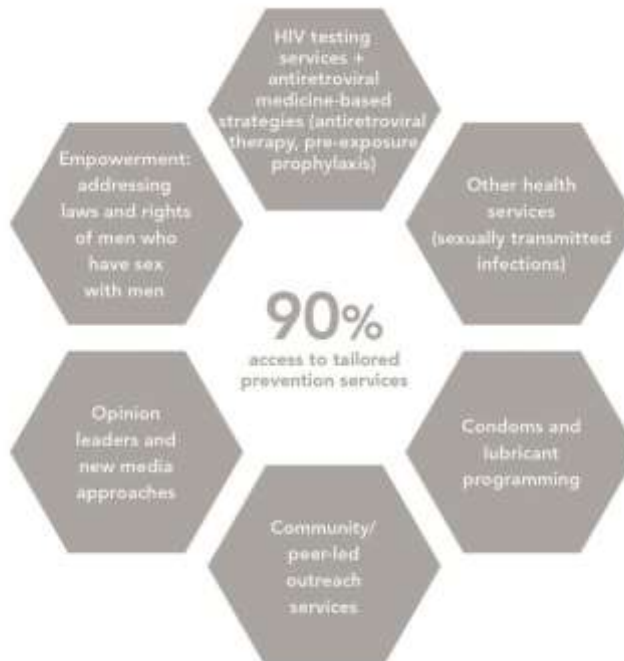 HIV testing
services +
antiretroviral
medicine-based
strategies (antiretroviral
therapy, pre-exposure
prophylaxis)
Empowerment:
addressing
laws and rights
of men who
have sex
with men
Other health
services
(sexually transmitted
infections)
90%
access to tailored
prevention services
Opinion
leaders and
new media
approaches
Condoms and
lubricant
programming
Community/
peer-led
outreach
services